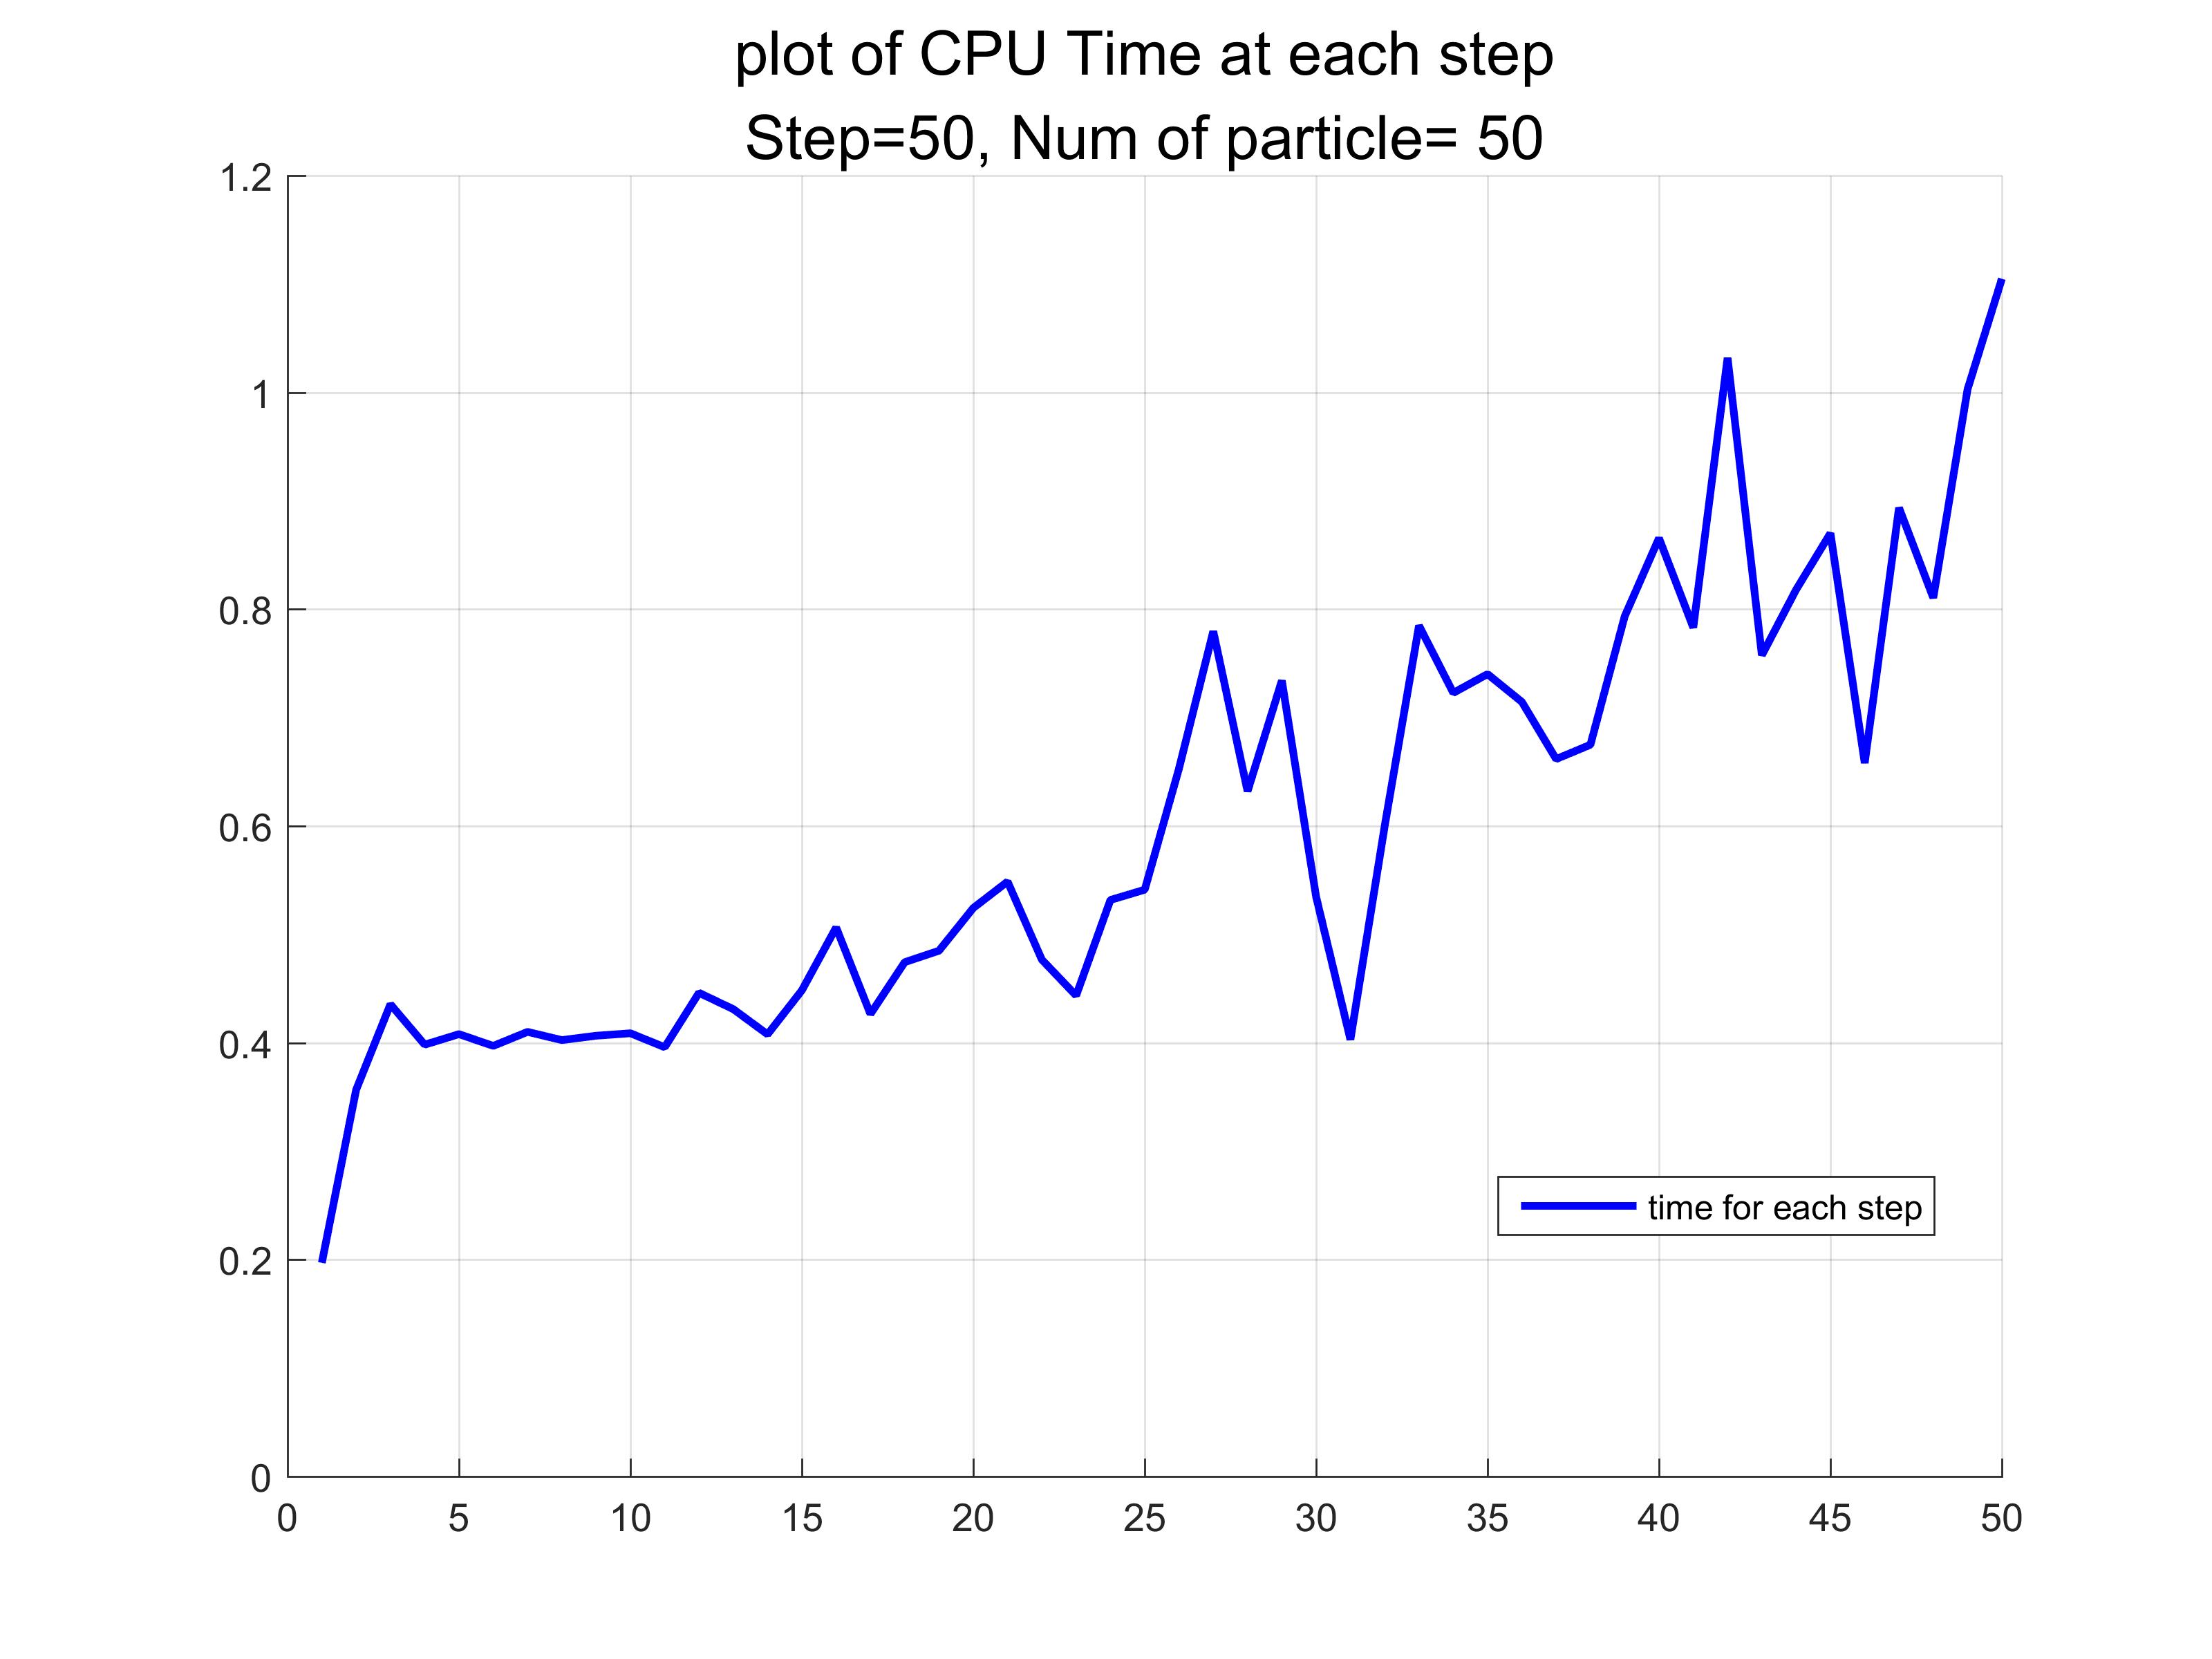 plot of CPU Time at each step
Step=50, Num of particle= 50
1.2
1
0.8
0.6
0.4
0.2
0
time for each step
0 5 10 15 20 25 30 35 40 45 50